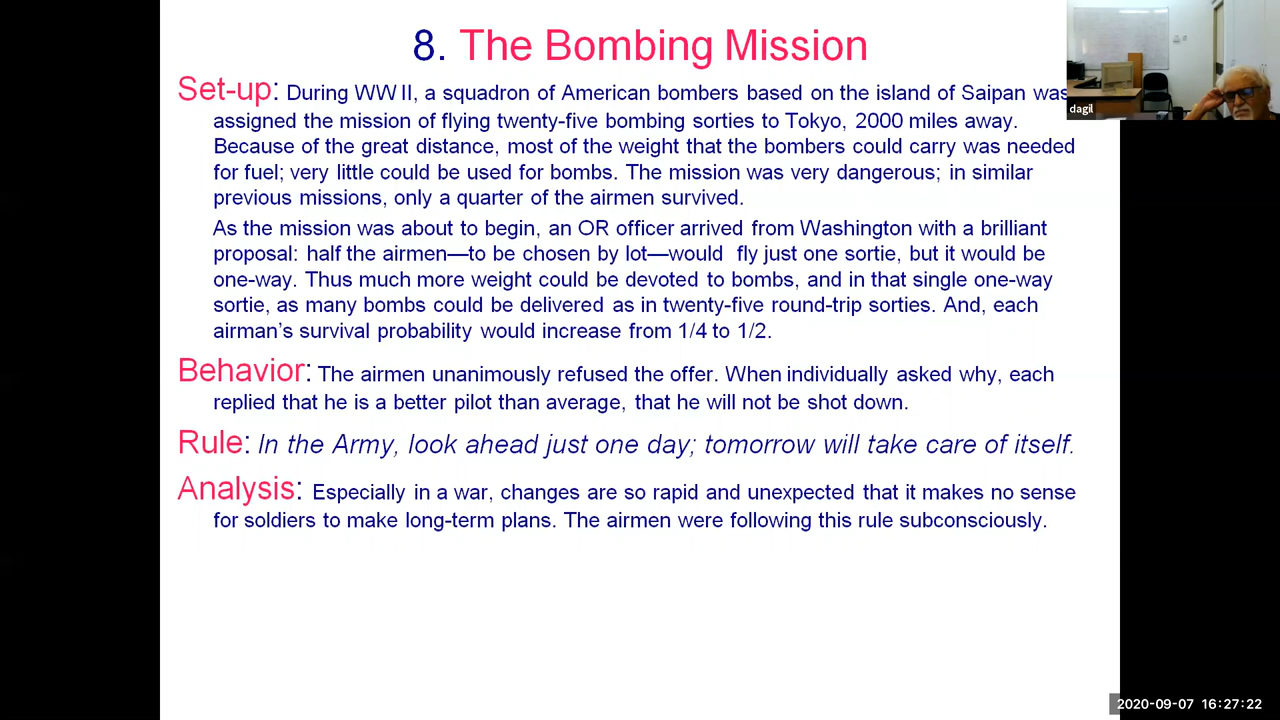 8. The Bombing Mission
Set-up: During WW II, a squadron of American bombers based on the island of Saipan was
assigned the mission of flying twenty-five bombing sorties to Tokyo, 2000 miles away.
Because of the great distance, most of the weight that the bombers could carry was needed
for fuel; very little could be used for bombs. The mission was very dangerous; in similar
previous missions, only a quarter of the airmen survived.
As the mission was about to begin, an OR officer arrived from Washington with a brilliant
proposal: half the airmen—to be chosen by lot—would fly just one sortie, but it would be
one-way. Thus much more weight could be devoted to bombs, and in that single one-way
sortie, as many bombs could be delivered as in twenty-five round-trip sorties. And, each
airman's survival probability would increase from 1/4 to 1/2.
Behavior: The airmen unanimously refused the offer. When individually asked why, each
replied that he is a better pilot than average, that he will not be shot down.
Rule: In the Army, look ahead just one day; tomorrow will take care of itself.
Analysis: Especially in a war, changes are so rapid and unexpected that it makes no sense
for soldiers to make long-term plans. The airmen were following this rule subconsciously.
dagil
2020-09-07 16:27:22